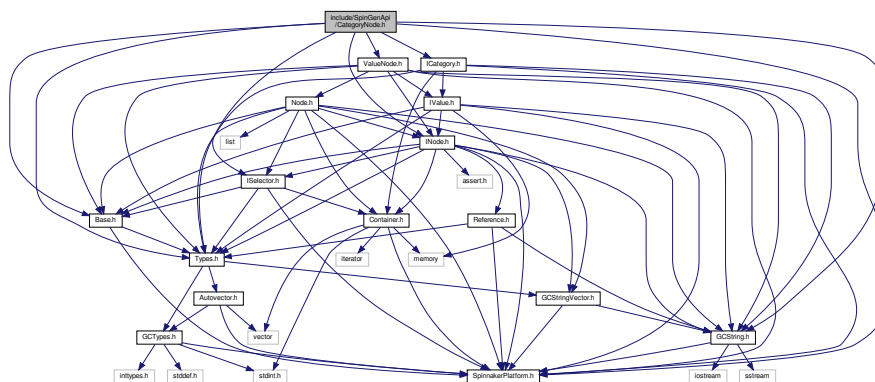 include/SpinGenApi
/CategoryNode.h
ValueNode.h
ICategory.h
Node.h
IValue.h
list
INode.h
ISelector.h
assert.h
Base.h
Container.h
Reference.h
Types.h
iterator
memory
Autovector.h
GCStringVector.h
GCTypes.h
vector
GCString.h
inttypes.h
stddef.h
stdint.h
SpinnakerPlatform.h
iostream
sstream